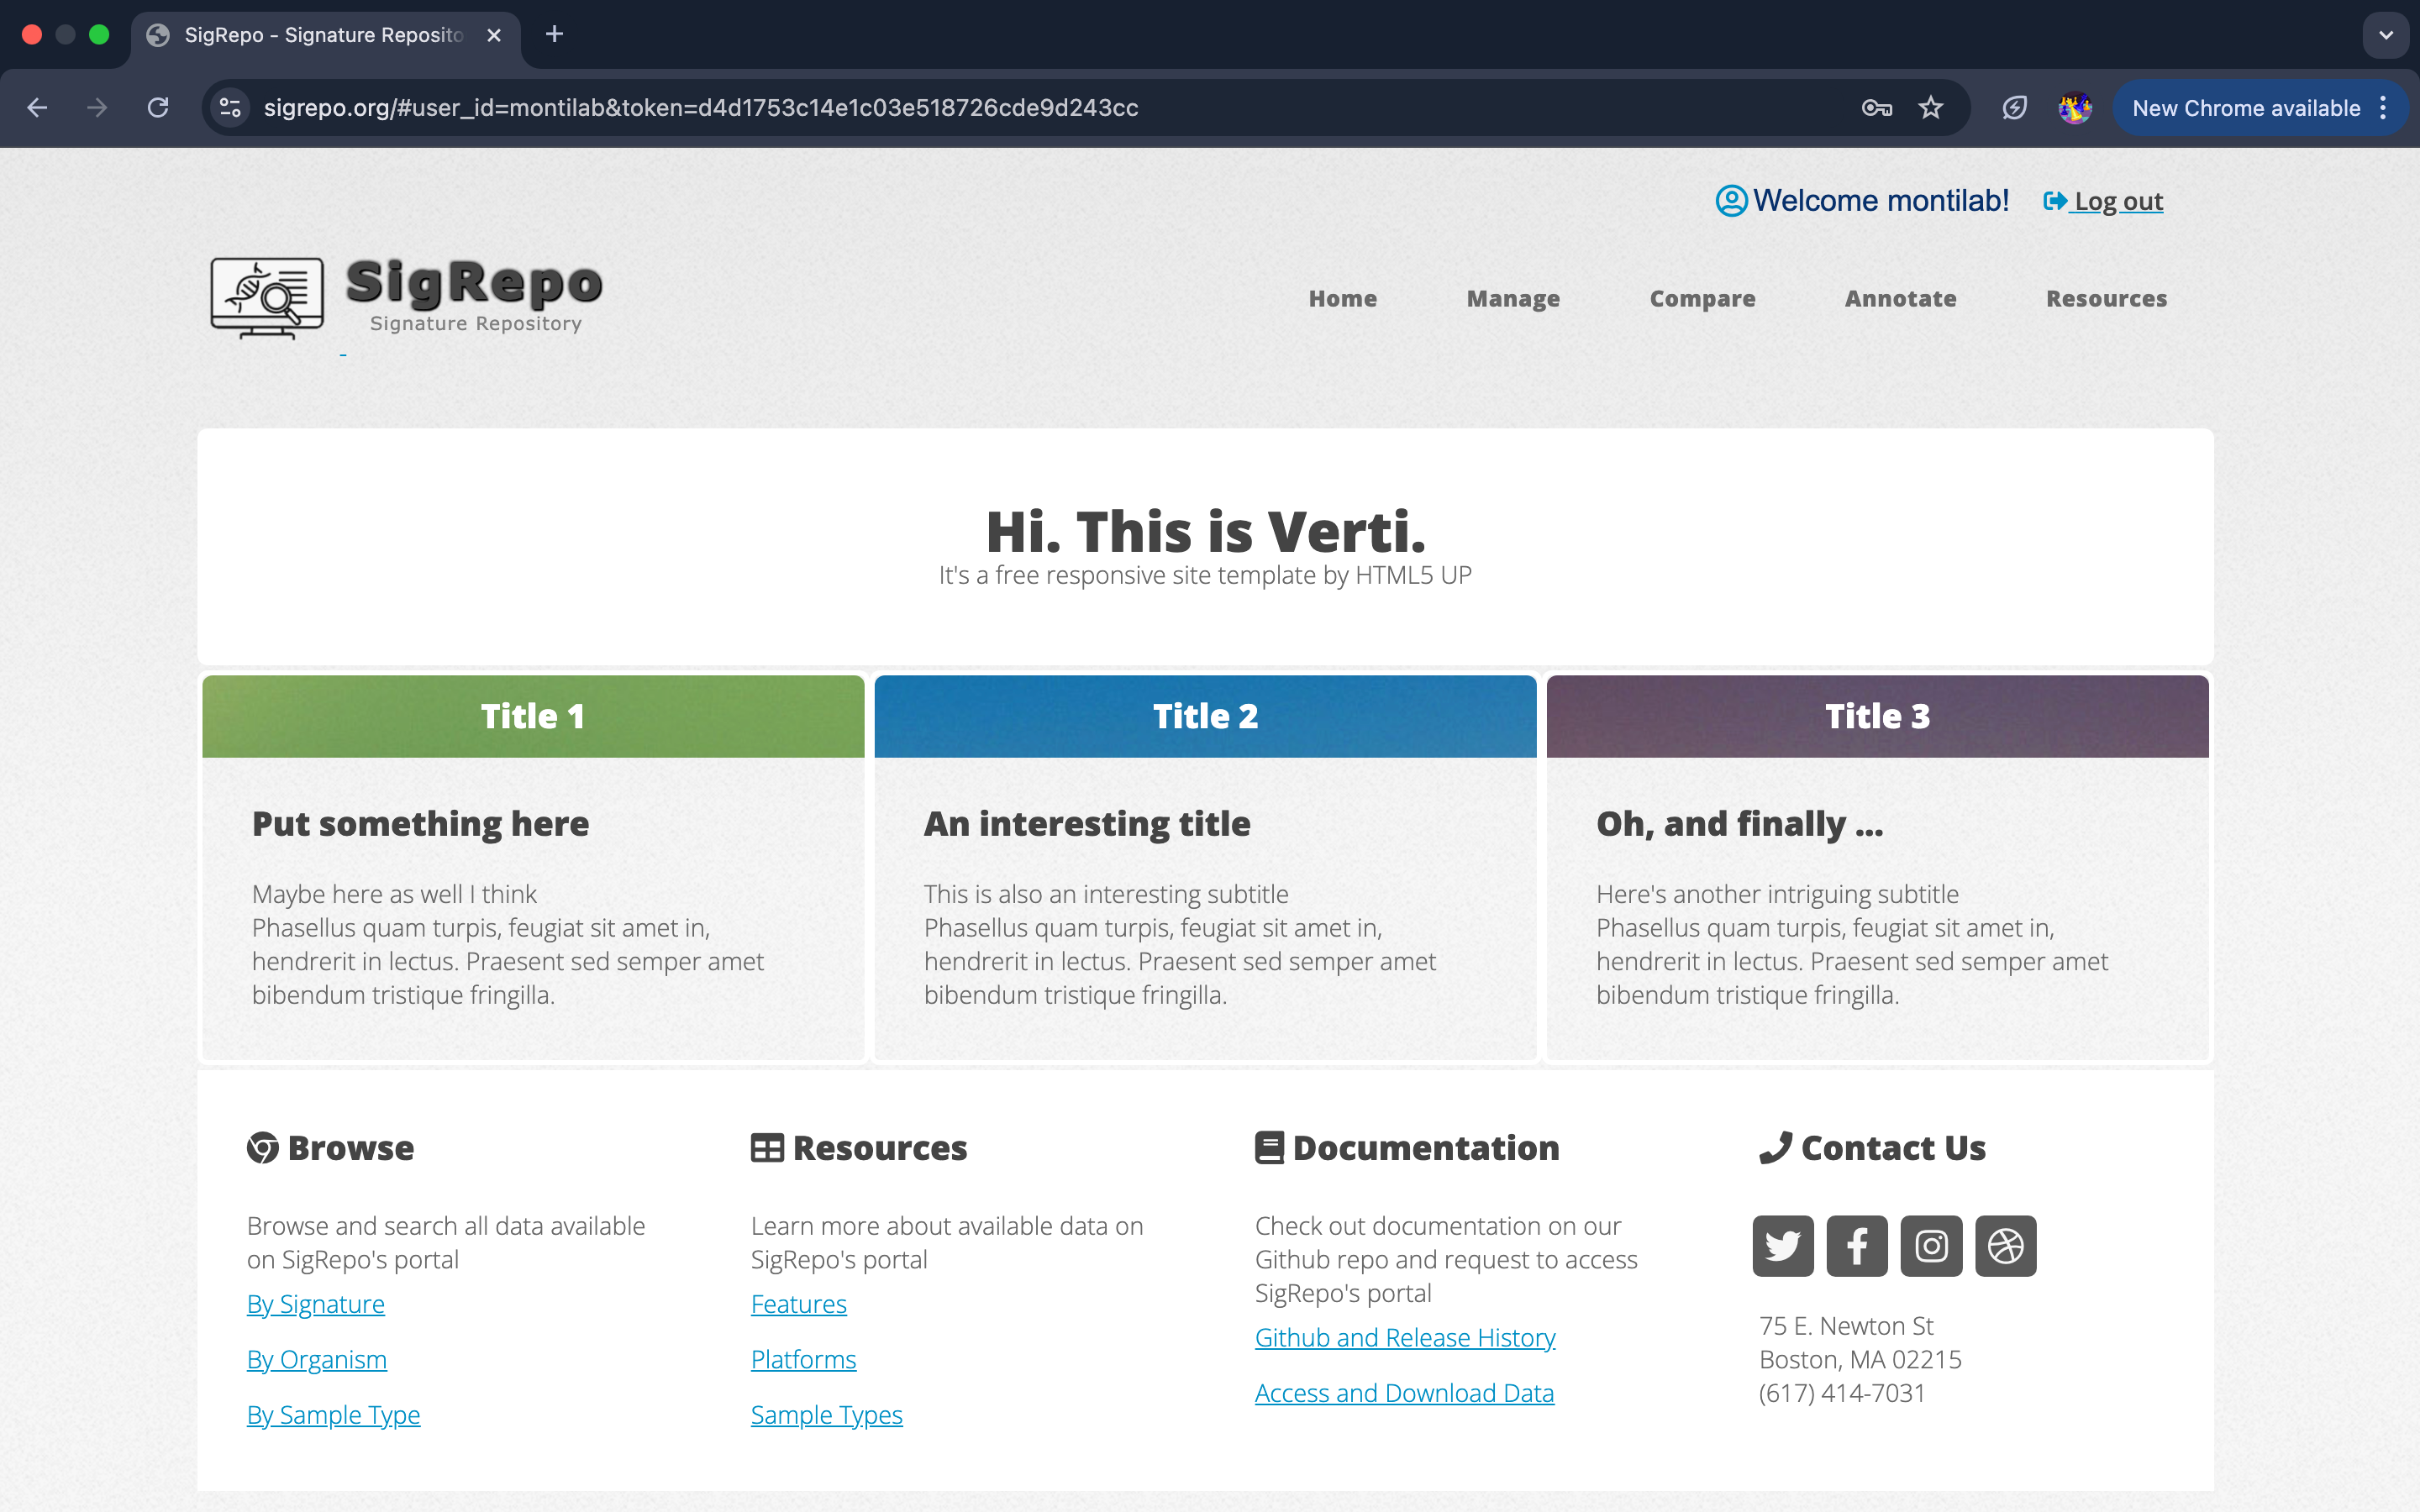 SigRepo - Signature Reposito
sigrepo.org/#user_id=montilab&token=d4d1753c14e1c03e518726cde9d243cc
New Chrome available
Welcome montilab!
Log out
SigRepo
Signature Repository
Home
Manage
Compare
Annotate
Resources
Hi. This is Verti.
It's a free responsive site template by HTML5 UP
Title 1
Put something here
Maybe here as well I think
Phasellus quam turpis, feugiat sit amet in,
hendrerit in lectus. Praesent sed semper amet
bibendum tristique fringilla.
Title 2
An interesting title
This is also an interesting subtitle
Phasellus quam turpis, feugiat sit amet in,
hendrerit in lectus. Praesent sed semper amet
bibendum tristique fringilla.
Title 3
Oh, and finally ...
Here's another intriguing subtitle
Phasellus quam turpis, feugiat sit amet in,
hendrerit in lectus. Praesent sed semper amet
bibendum tristique fringilla.
Browse
Browse and search all data available
on SigRepo's portal
By Signature
By Organism
By Sample Type
Resources
Learn more about available data on
SigRepo's portal
Features
Platforms
Sample Types
Documentation
Check out documentation on our
Github repo and request to access
SigRepo's portal
Github and Release History
Access and Download Data
Contact Us
75 E. Newton St
Boston, MA 02215
(617) 414-7031